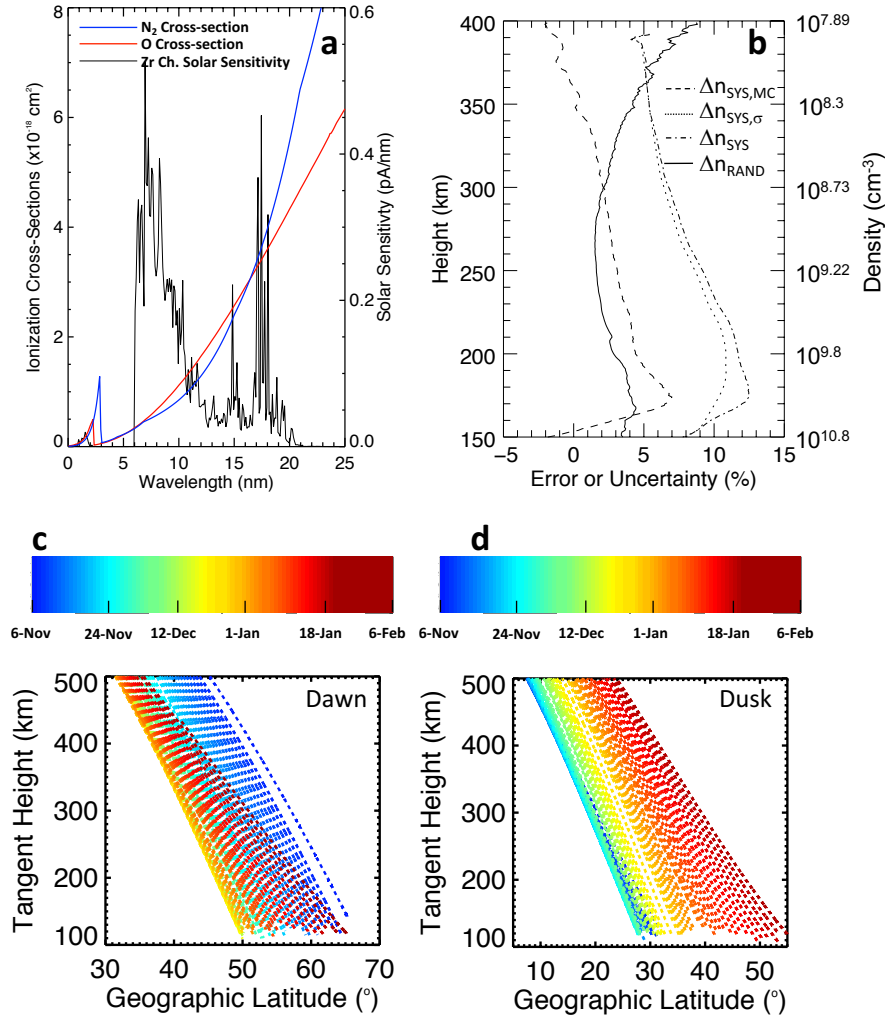 a
N₂ Cross-section
O Cross-section
Zr Ch. Solar Sensitivity
Ionization Cross-Sections (x10⁻¹⁸ cm²)
8
6
4
2
0
0.6
0.4
0.2
0.0
Solar Sensitivty (pA/nm)
0 5 10 15 20 25
Wavelength (nm)
b
Δn_SYS,MC
Δn_SYS,σ
Δn_SYS
Δn_RAND
Height (km)
400
350
300
250
200
150
10^7.89
10^8.3
10^8.73
10^9.22
10^9.8
10^10.8
Density (cm⁻³)
−5 0 5 10 15
Error or Uncertainty (%)
c
6-Nov 24-Nov 12-Dec 1-Jan 18-Jan 6-Feb
Dawn
Tangent Height (km)
500
400
300
200
100
30 40 50 60 70
Geographic Latitude (°)
d
6-Nov 24-Nov 12-Dec 1-Jan 18-Jan 6-Feb
Dusk
Tangent Height (km)
500
400
300
200
100
10 20 30 40 50
Geographic Latitude (°)